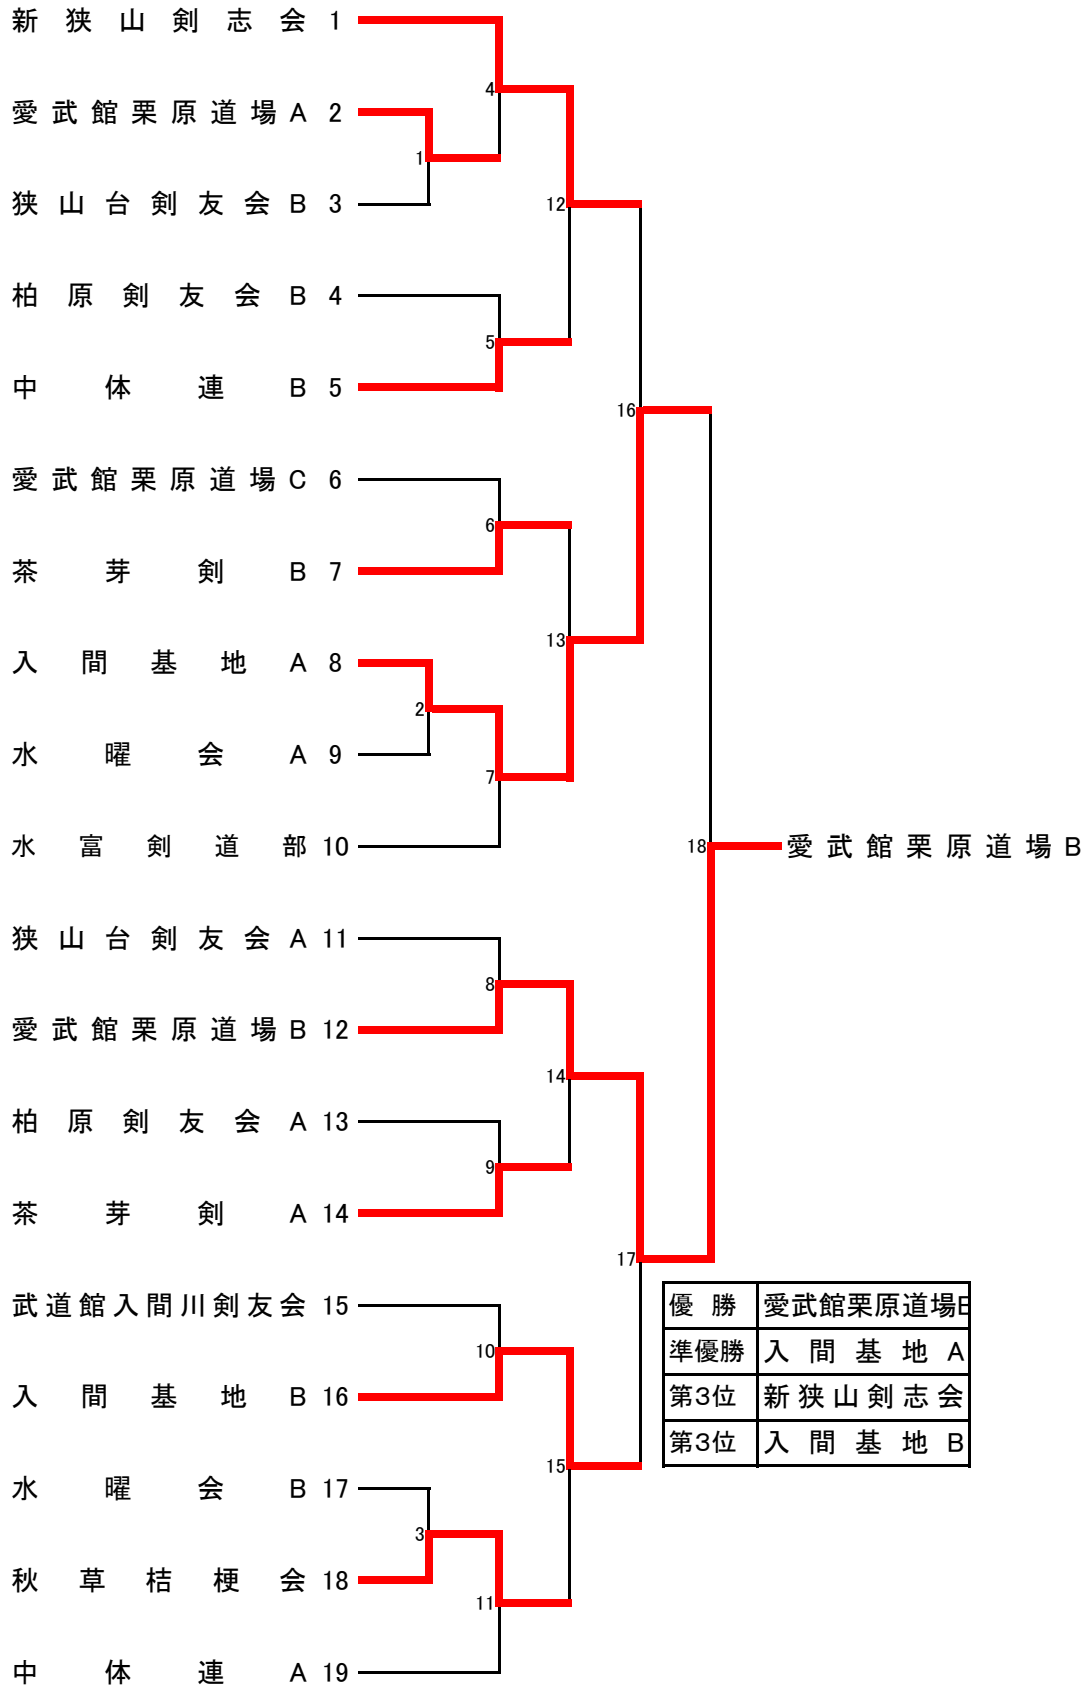 新狭山剣志会 1
4
愛武館栗原道場A 2
1
狭山台剣友会B 3
12
柏原剣友会B 4
5
中体連B 5
16
愛武館栗原道場C 6
6
茶芽剣B 7
13
入間基地A 8
2
水曜会A 9
7
水富剣道部 10
18 愛武館栗原道場B
狭山台剣友会A 11
8
愛武館栗原道場B 12
14
柏原剣友会A 13
9
茶芽剣A 14
17
武道館入間川剣友会 15
優勝 愛武館栗原道場B
10
準優勝 入間基地A
入間基地B 16
第3位 新狭山剣志会
第3位 入間基地B
15
水曜会B 17
3
秋草桔梗会 18
11
中体連A 19